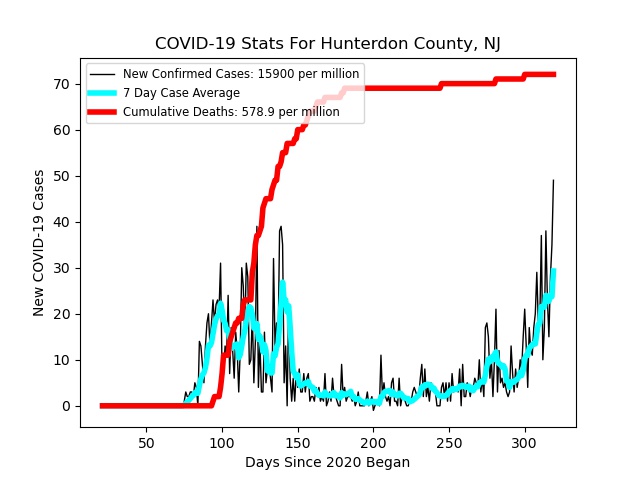 COVID-19 Stats For Hunterdon County, NJ
New Confirmed Cases: 15900 per million
7 Day Case Average
Cumulative Deaths: 578.9 per million
New COVID-19 Cases
70
60
50
40
30
20
10
0
50 100 150 200 250 300
Days Since 2020 Began